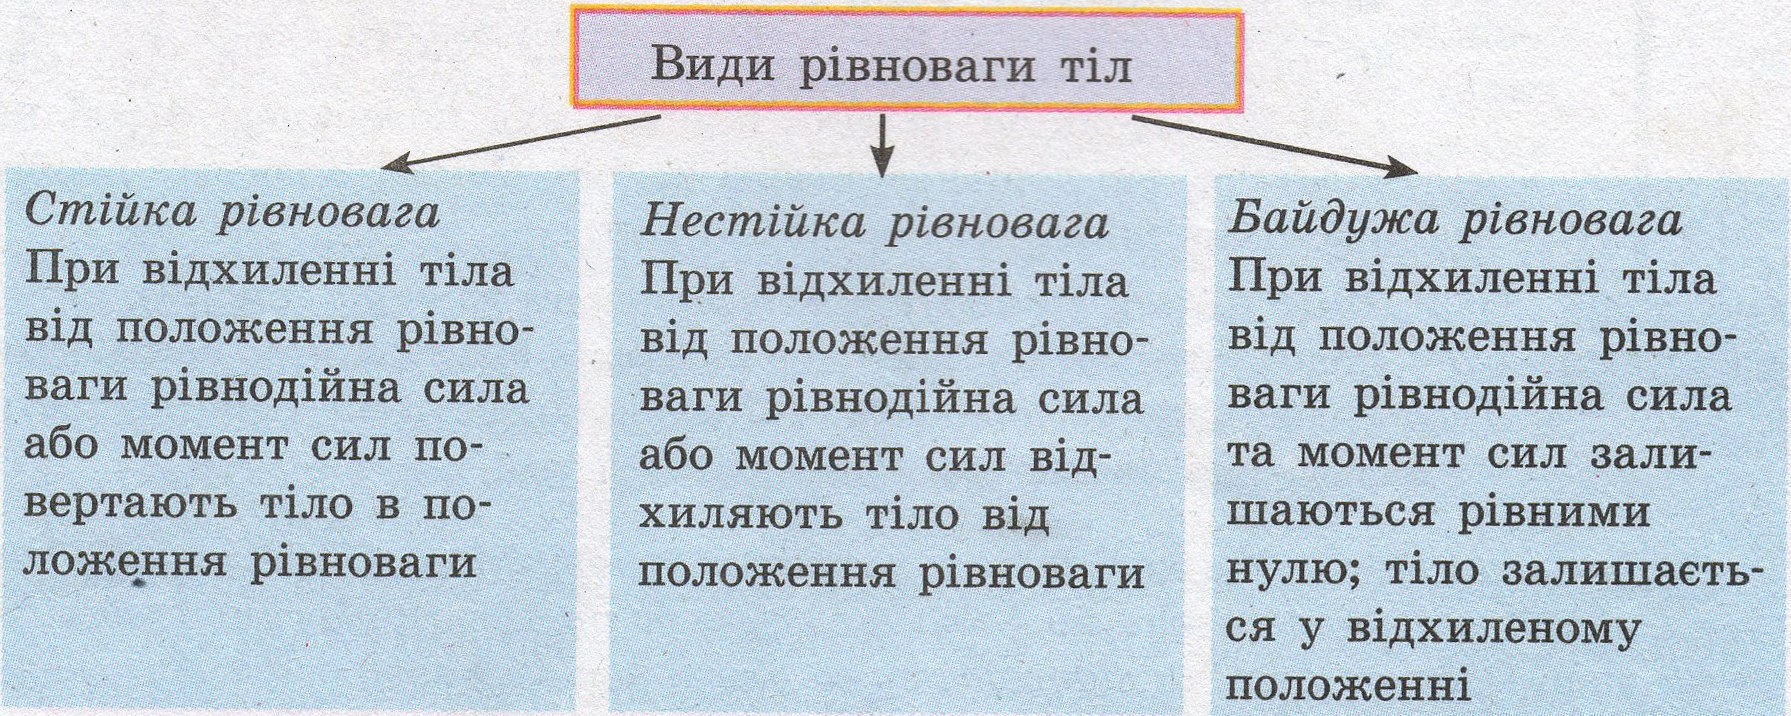 Види рівноваги тіл
Стійка рівновага
При відхиленні тіла
від положення рівно-
ваги рівнодійна сила
або момент сил по-
вертають тіло в по-
ложення рівноваги
Нестійка рівновага
При відхиленні тіла
від положення рівно-
ваги рівнодійна сила
або момент сил від-
хиляють тіло від
положення рівноваги
Байдужа рівновага
При відхиленні тіла
від положення рівно-
ваги рівнодійна сила
та момент сил зали-
шаються рівними
нулю; тіло залишаєть-
ся у відхиленому
положенні